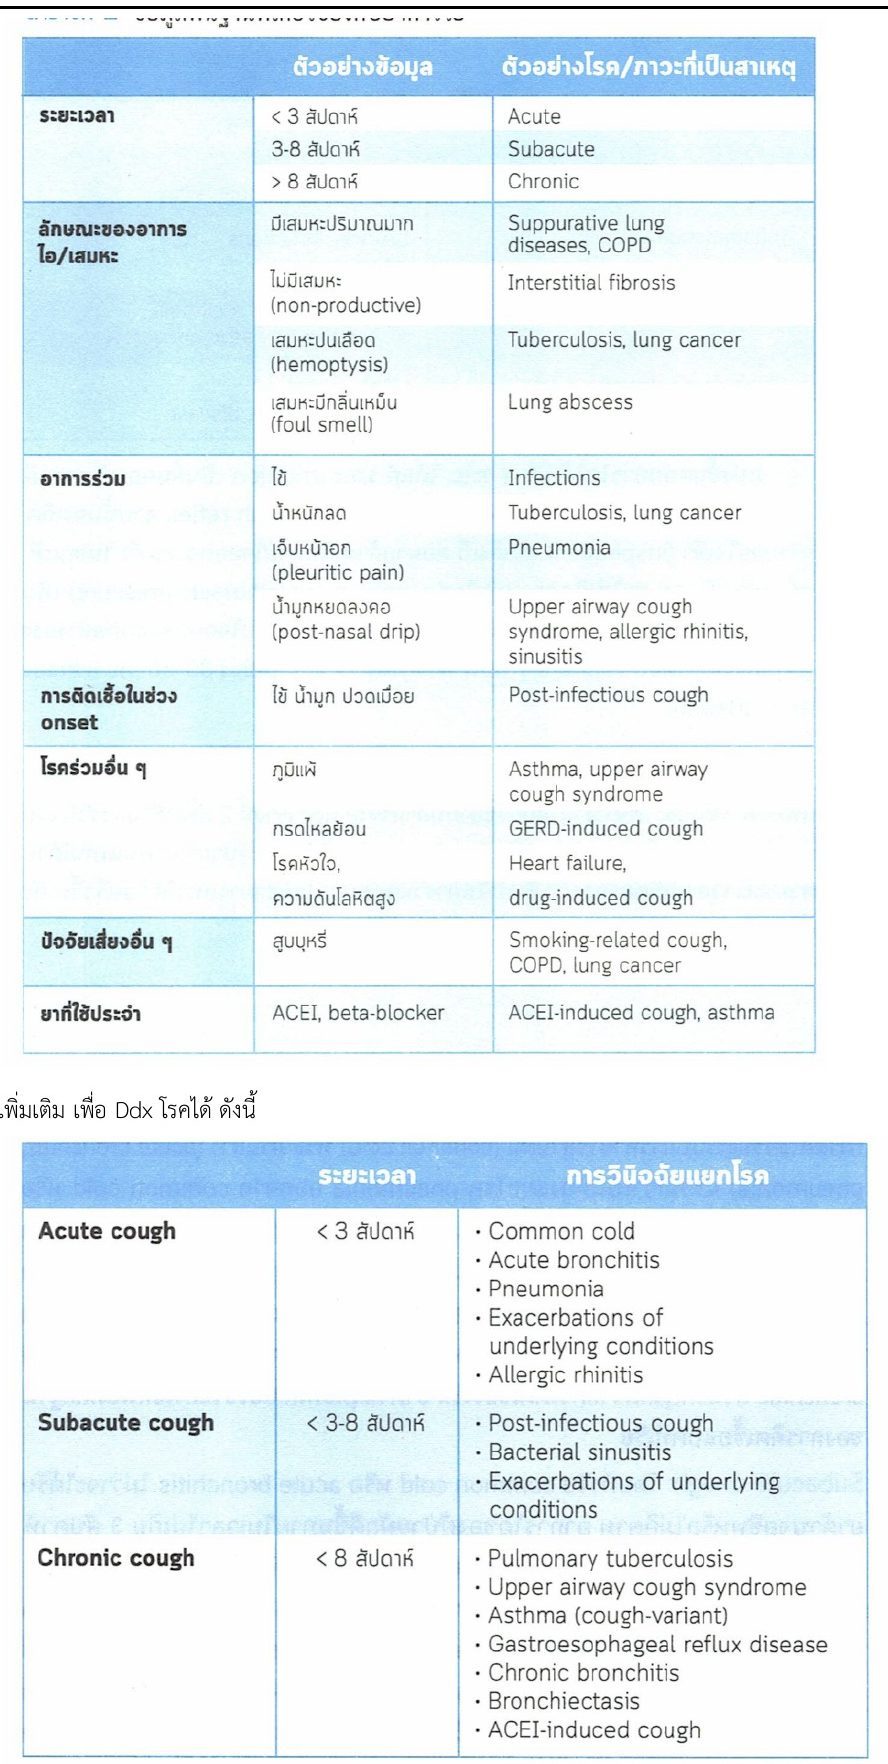 ตัวอย่างข้อมูล ตัวอย่างโรค/ภาวะที่เป็นสาเหตุ
ระยะเวลา < 3 สัปดาห์ Acute
3-8 สัปดาห์ Subacute
> 8 สัปดาห์ Chronic
ลักษณะของอาการ มีเสมหะปริมาณมาก Suppurative lung
ไอ/เสมหะ diseases, COPD
ไม่มีเสมหะ Interstitial fibrosis
(non-productive)
เสมหะปนเลือด Tuberculosis, lung cancer
(hemoptysis)
เสมหะมีกลิ่นเหม็น Lung abscess
(foul smell)
อาการร่วม ไข้ Infections
น้ำหนักลด Tuberculosis, lung cancer
เจ็บหน้าอก Pneumonia
(pleuritic pain)
น้ำมูกหยดลงคอ Upper airway cough
(post-nasal drip) syndrome, allergic rhinitis,
sinusitis
การติดเชื้อในช่วง ไข้ น้ำมูก ปวดเมื่อย Post-infectious cough
onset
โรคร่วมอื่น ๆ ภูมิแพ้ Asthma, upper airway
cough syndrome
กรดไหลย้อน GERD-induced cough
โรคหัวใจ, Heart failure,
ความดันโลหิตสูง drug-induced cough
ปัจจัยเสี่ยงอื่น ๆ สูบบุหรี่ Smoking-related cough,
COPD, lung cancer
ยาที่ใช้ประจำ ACEI, beta-blocker ACEI-induced cough, asthma
เพิ่มเติม เพื่อ Ddx โรคได้ ดังนี้
ระยะเวลา การวินิจฉัยแยกโรค
Acute cough < 3 สัปดาห์ • Common cold
• Acute bronchitis
• Pneumonia
• Exacerbations of
underlying conditions
• Allergic rhinitis
Subacute cough < 3-8 สัปดาห์ • Post-infectious cough
• Bacterial sinusitis
• Exacerbations of underlying
conditions
Chronic cough < 8 สัปดาห์ • Pulmonary tuberculosis
• Upper airway cough syndrome
• Asthma (cough-variant)
• Gastroesophageal reflux disease
• Chronic bronchitis
• Bronchiectasis
• ACEI-induced cough